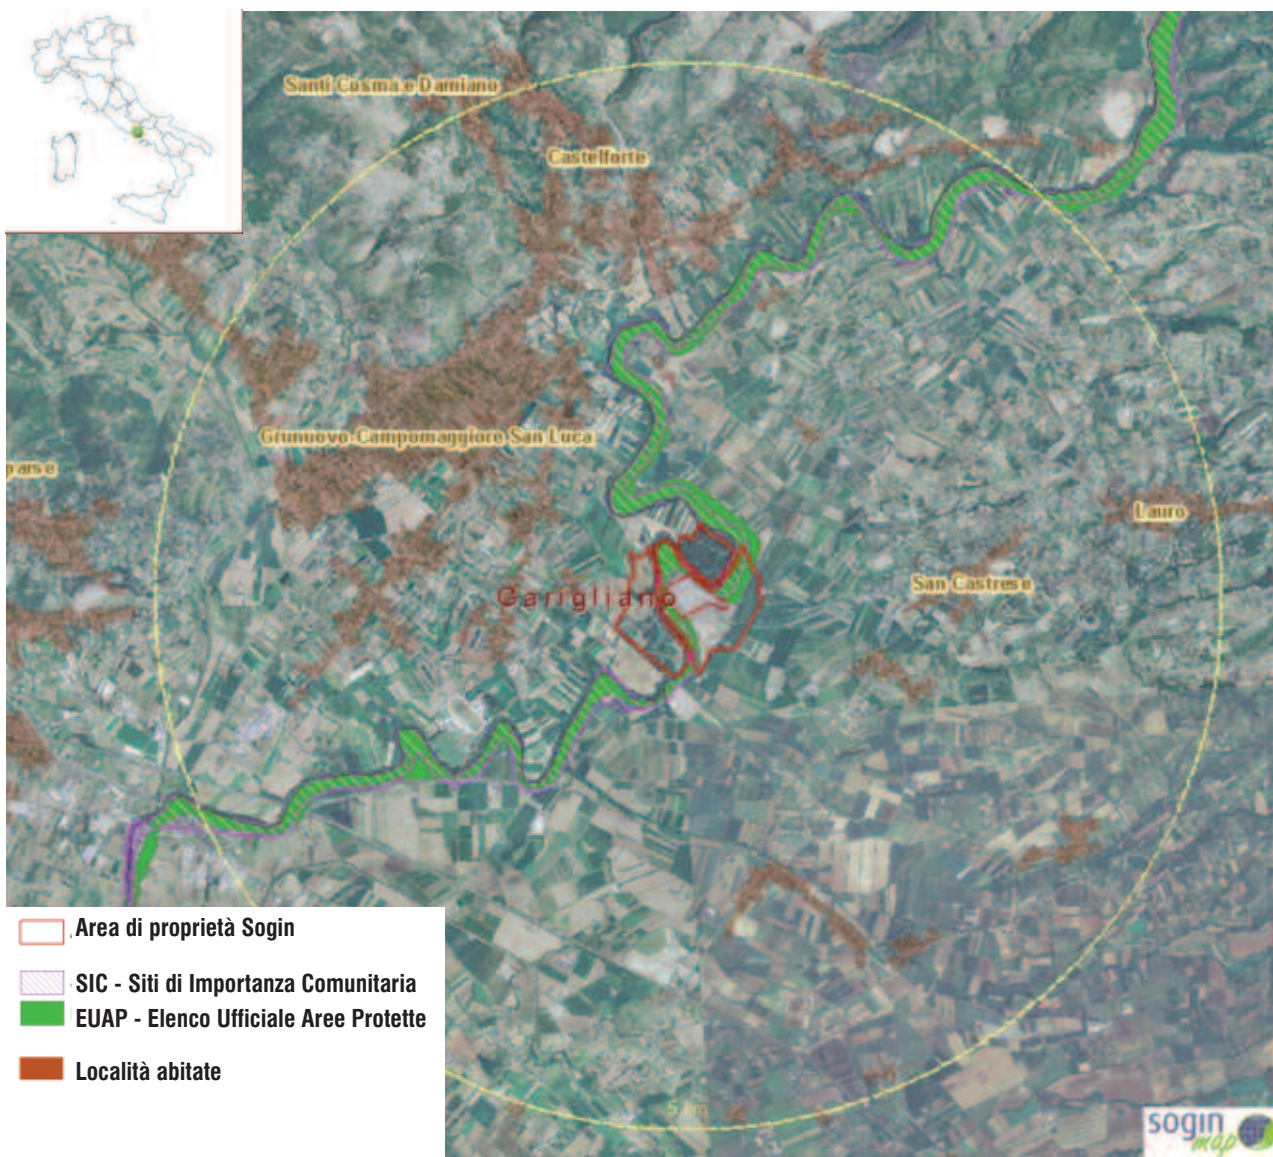 Santi Cosma e Damiano
Castelforte
Grunuovo-Campomaggiore San Luca
Lauro
San Castrese
Garigliano
Area di proprietà Sogin
SIC - Siti di Importanza Comunitaria
EUAP - Elenco Ufficiale Aree Protette
Località abitate
sogin
map